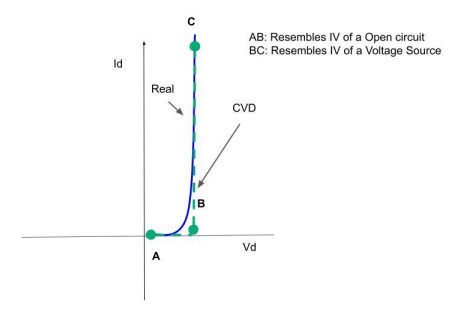 C
AB: Resembles IV of a Open circuit
BC: Resembles IV of a Voltage Source
Id
Real
CVD
B
Vd
A